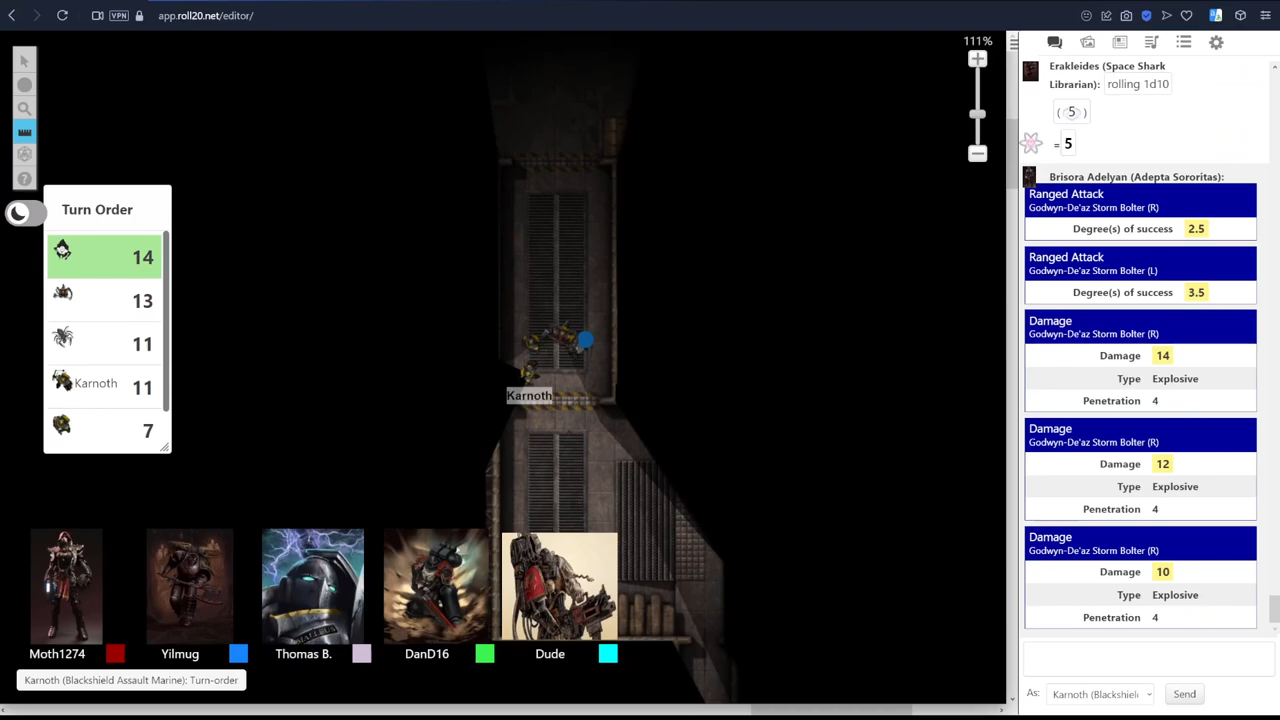 VPN
app.roll20.net/editor/
111%
Turn Order
14
13
11
Karnoth 11
7
Karnoth
Moth1274
Yilmug
Thomas B.
DanD16
Dude
Karnoth (Blackshield Assault Marine): Turn-order
Erakleides (Space Shark
Librarian): rolling 1d10
( 5 )
= 5
Brisora Adelyan (Adepta Sororitas):
Ranged Attack
Godwyn-De'az Storm Bolter (R)
Degree(s) of success 2.5
Ranged Attack
Godwyn-De'az Storm Bolter (L)
Degree(s) of success 3.5
Damage
Godwyn-De'az Storm Bolter (R)
Damage 14
Type Explosive
Penetration 4
Damage
Godwyn-De'az Storm Bolter (R)
Damage 12
Type Explosive
Penetration 4
Damage
Godwyn-De'az Storm Bolter (R)
Damage 10
Type Explosive
Penetration 4
As: Karnoth (Blackshiel Send